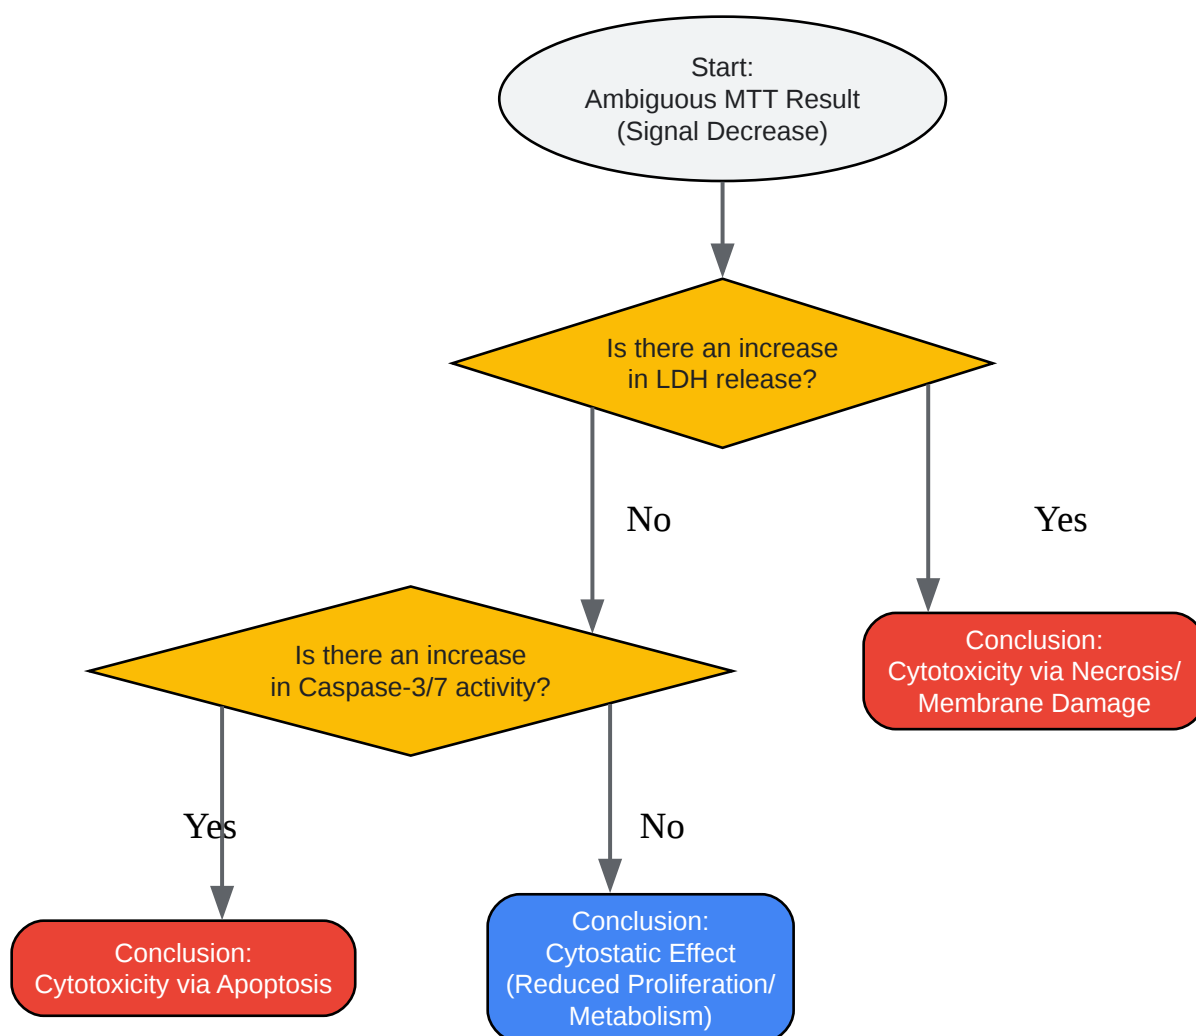 Start:
Ambiguous MTT Result
(Signal Decrease)
Is there an increase
in LDH release?
No
Yes
Is there an increase
in Caspase-3/7 activity?
Conclusion:
Cytotoxicity via Necrosis/
Membrane Damage
Yes
No
Conclusion:
Cytotoxicity via Apoptosis
Conclusion:
Cytostatic Effect
(Reduced Proliferation/
Metabolism)